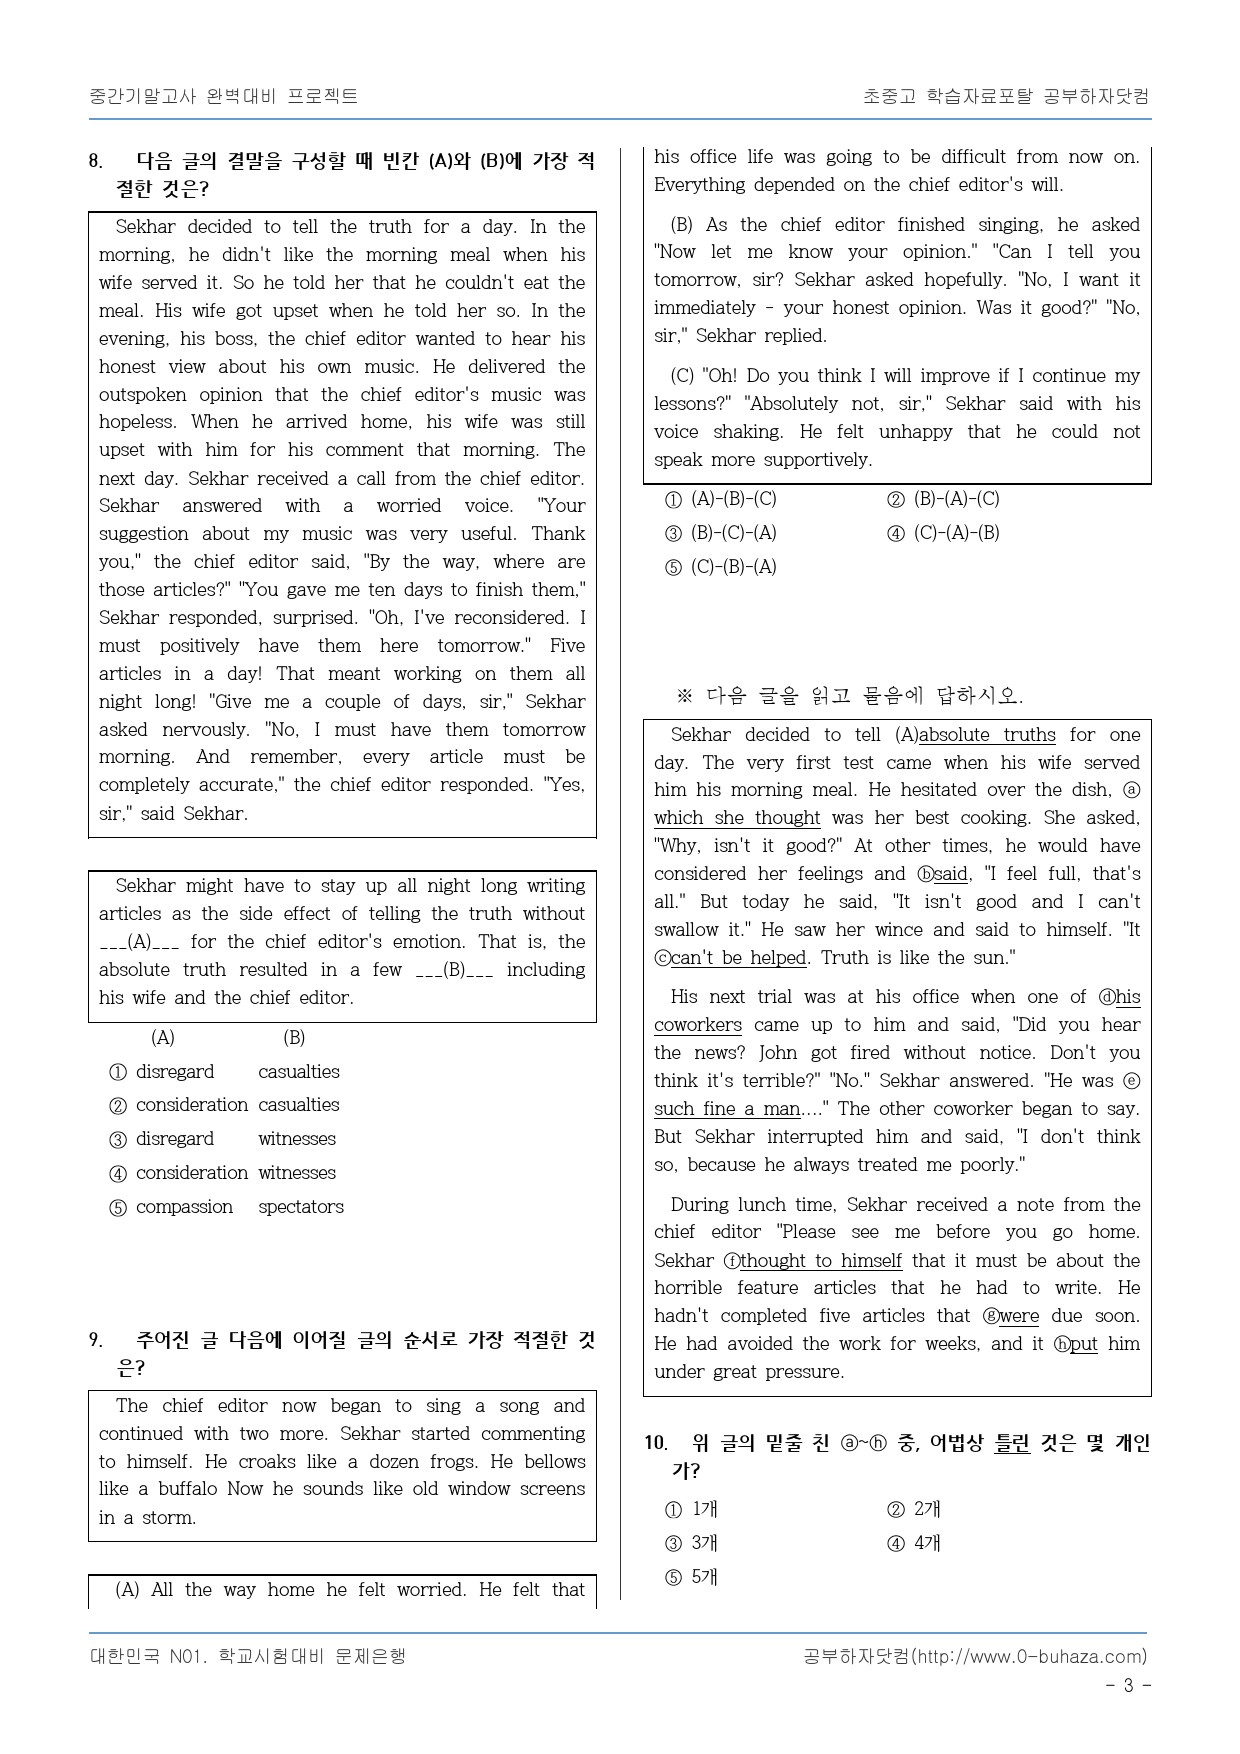 중간기말고사 완벽대비 프로젝트
초중고 학습자료포탈 공부하자닷컴
8. 다음 글의 결말을 구성할 때 빈칸 (A)와 (B)에 가장 적
절한 것은?
Sekhar decided to tell the truth for a day. In the
morning, he didn't like the morning meal when his
wife served it. So he told her that he couldn't eat the
meal. His wife got upset when he told her so. In the
evening, his boss, the chief editor wanted to hear his
honest view about his own music. He delivered the
outspoken opinion that the chief editor's music was
hopeless. When he arrived home, his wife was still
upset with him for his comment that morning. The
next day. Sekhar received a call from the chief editor.
Sekhar answered with a worried voice. "Your
suggestion about my music was very useful. Thank
you," the chief editor said, "By the way, where are
those articles?" "You gave me ten days to finish them,"
Sekhar responded, surprised. "Oh, I've reconsidered. I
must positively have them here tomorrow." Five
articles in a day! That meant working on them all
night long! "Give me a couple of days, sir," Sekhar
asked nervously. "No, I must have them tomorrow
morning. And remember, every article must be
completely accurate," the chief editor responded. "Yes,
sir," said Sekhar.
Sekhar might have to stay up all night long writing
articles as the side effect of telling the truth without
___(A)___ for the chief editor's emotion. That is, the
absolute truth resulted in a few ___(B)___ including
his wife and the chief editor.
(A) (B)
① disregard casualties
② consideration casualties
③ disregard witnesses
④ consideration witnesses
⑤ compassion spectators
9. 주어진 글 다음에 이어질 글의 순서로 가장 적절한 것
은?
The chief editor now began to sing a song and
continued with two more. Sekhar started commenting
to himself. He croaks like a dozen frogs. He bellows
like a buffalo Now he sounds like old window screens
in a storm.
(A) All the way home he felt worried. He felt that
his office life was going to be difficult from now on.
Everything depended on the chief editor's will.
(B) As the chief editor finished singing, he asked
"Now let me know your opinion." "Can I tell you
tomorrow, sir? Sekhar asked hopefully. "No, I want it
immediately - your honest opinion. Was it good?" "No,
sir," Sekhar replied.
(C) "Oh! Do you think I will improve if I continue my
lessons?" "Absolutely not, sir," Sekhar said with his
voice shaking. He felt unhappy that he could not
speak more supportively.
① (A)-(B)-(C) ② (B)-(A)-(C)
③ (B)-(C)-(A) ④ (C)-(A)-(B)
⑤ (C)-(B)-(A)
※ 다음 글을 읽고 물음에 답하시오.
Sekhar decided to tell (A)absolute truths for one
day. The very first test came when his wife served
him his morning meal. He hesitated over the dish, ⓐ
which she thought was her best cooking. She asked,
"Why, isn't it good?" At other times, he would have
considered her feelings and ⓑsaid, "I feel full, that's
all." But today he said, "It isn't good and I can't
swallow it." He saw her wince and said to himself. "It
ⓒcan't be helped. Truth is like the sun."
His next trial was at his office when one of ⓓhis
coworkers came up to him and said, "Did you hear
the news? John got fired without notice. Don't you
think it's terrible?" "No." Sekhar answered. "He was ⓔ
such fine a man...." The other coworker began to say.
But Sekhar interrupted him and said, "I don't think
so, because he always treated me poorly."
During lunch time, Sekhar received a note from the
chief editor "Please see me before you go home.
Sekhar ⓕthought to himself that it must be about the
horrible feature articles that he had to write. He
hadn't completed five articles that ⓖwere due soon.
He had avoided the work for weeks, and it ⓗput him
under great pressure.
10. 위 글의 밑줄 친 ⓐ~ⓗ 중, 어법상 틀린 것은 몇 개인
가?
① 1개 ② 2개
③ 3개 ④ 4개
⑤ 5개
대한민국 N01. 학교시험대비 문제은행
공부하자닷컴(http://www.0-buhaza.com)
- 3 -